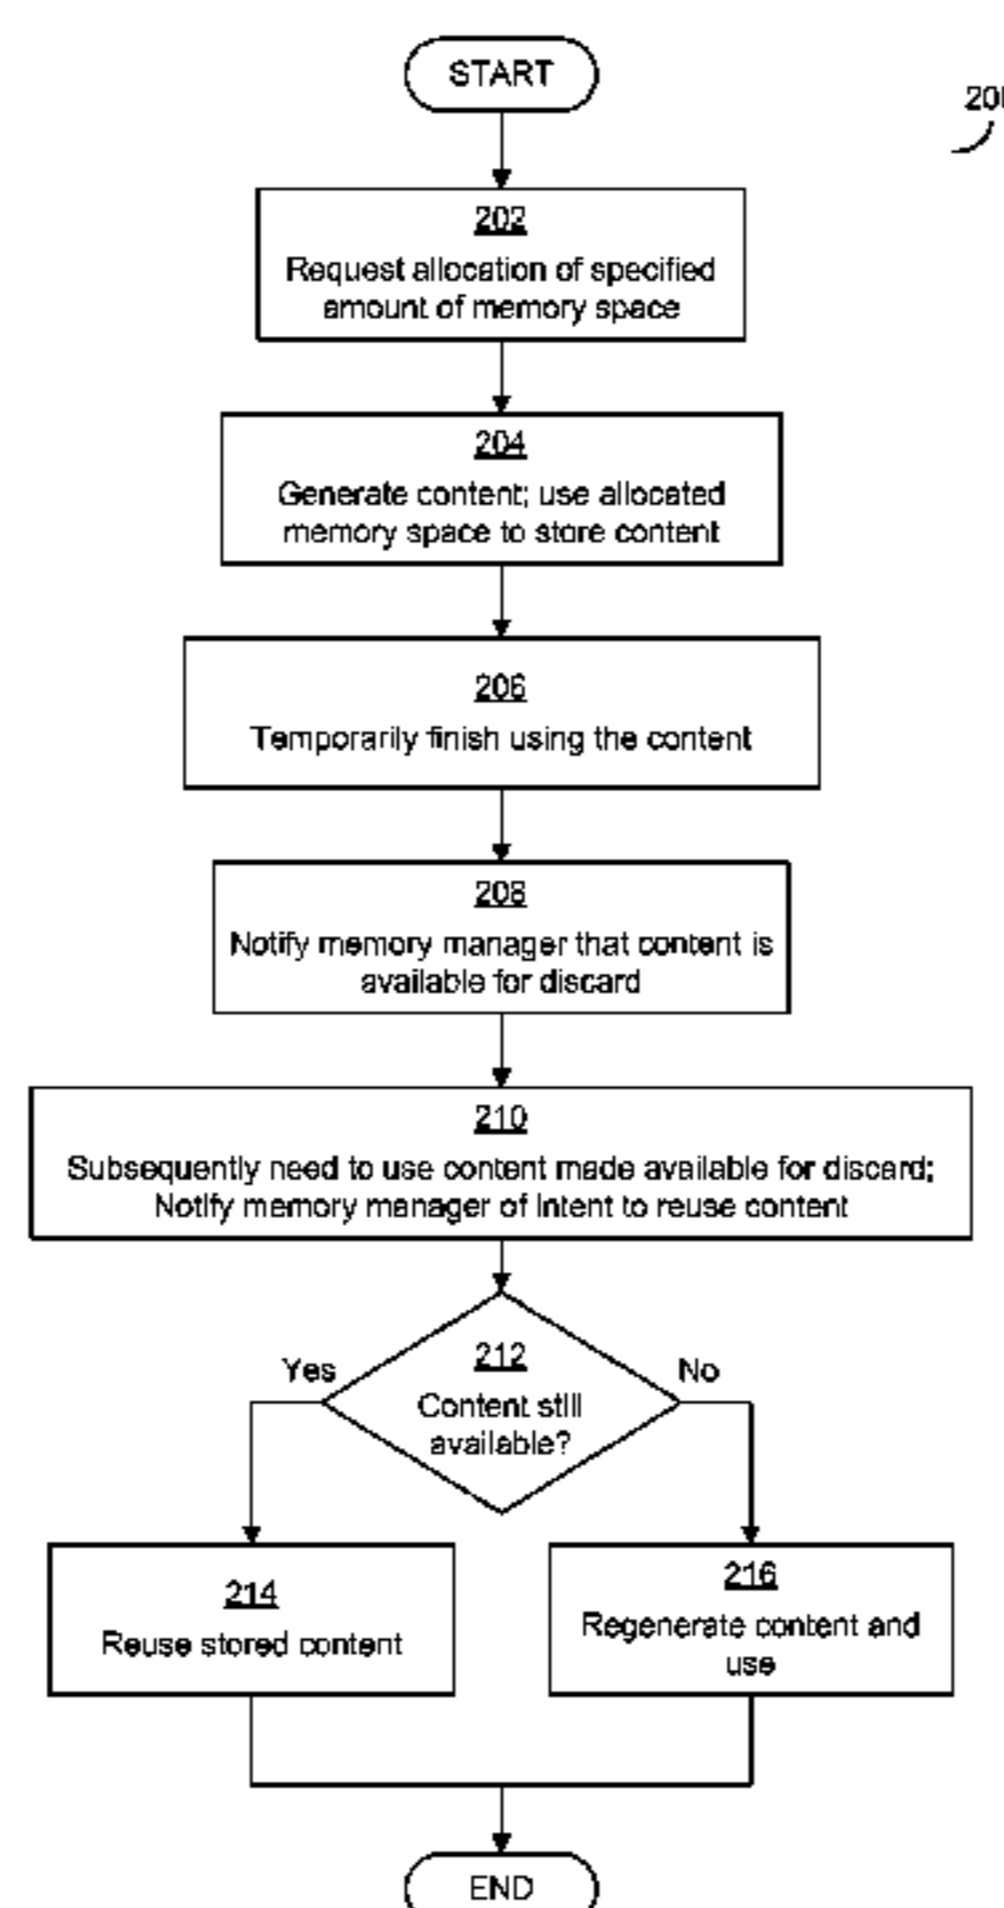 START
202
Request allocation of specified
amount of memory space
204
Generate content; use allocated
memory space to store content
206
Temporarily finish using the content
208
Notify memory manager that content is
available for discard
210
Subsequently need to use content made available for discard;
Notify memory manager of intent to reuse content
212
Yes
No
Content still
available?
214
Reuse stored content
216
Regenerate content and
use
END